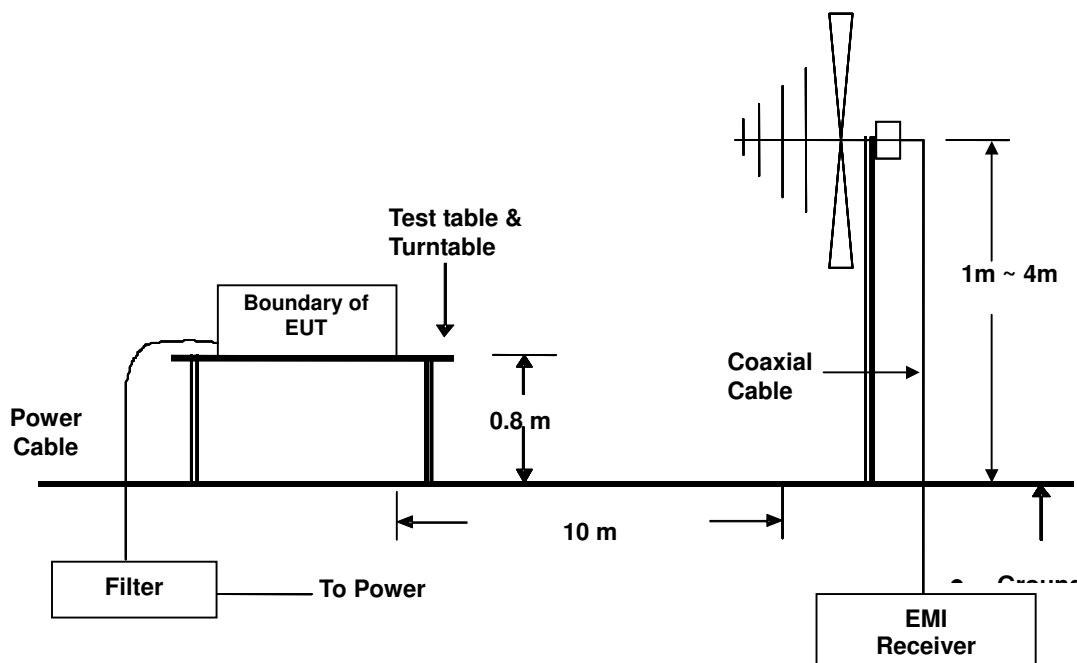 Test table &
Turntable
Boundary of
EUT
1m ~ 4m
Coaxial
Cable
0.8 m
Power
Cable
10 m
Filter
To Power
EMI
Receiver